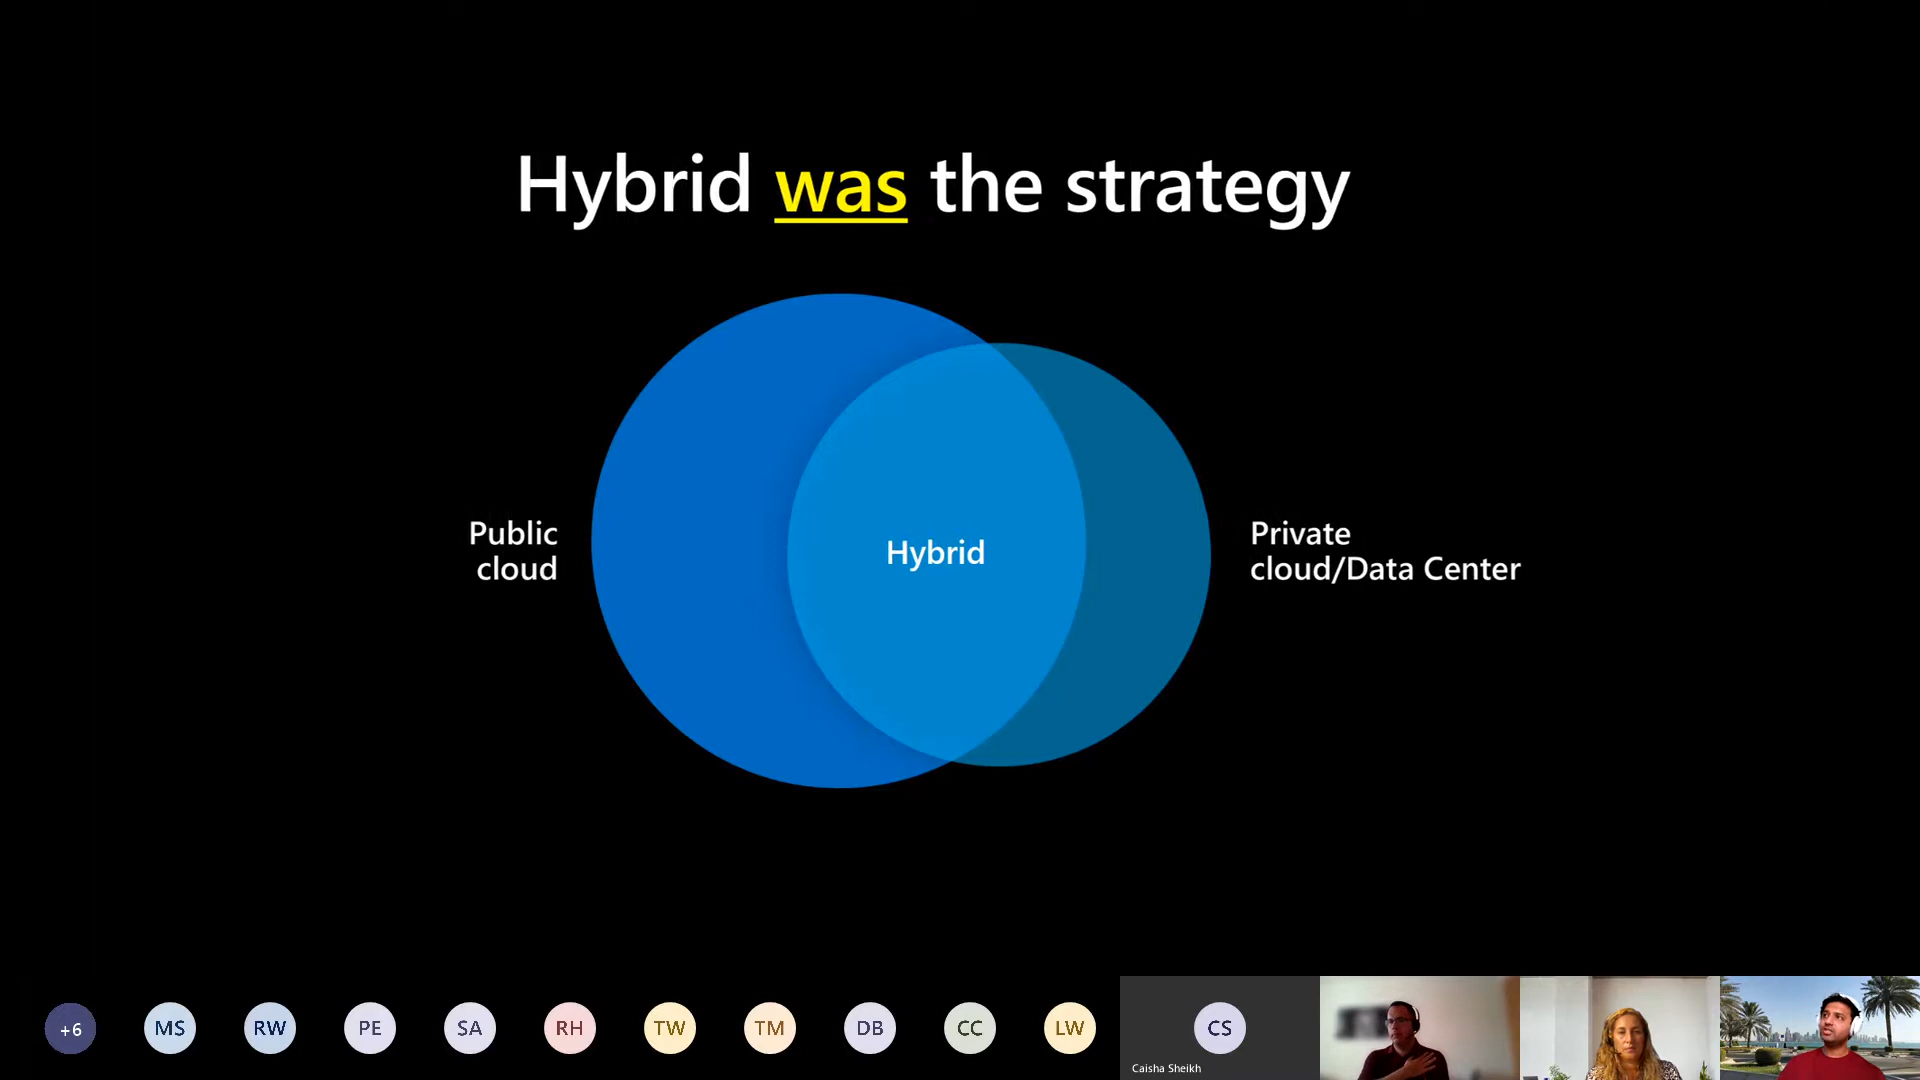 Hybrid was the strategy
Public
cloud
Hybrid
Private
cloud/Data Center
+6
MS
RW
PE
SA
RH
TW
TM
DB
CC
LW
CS
Caisha Sheikh